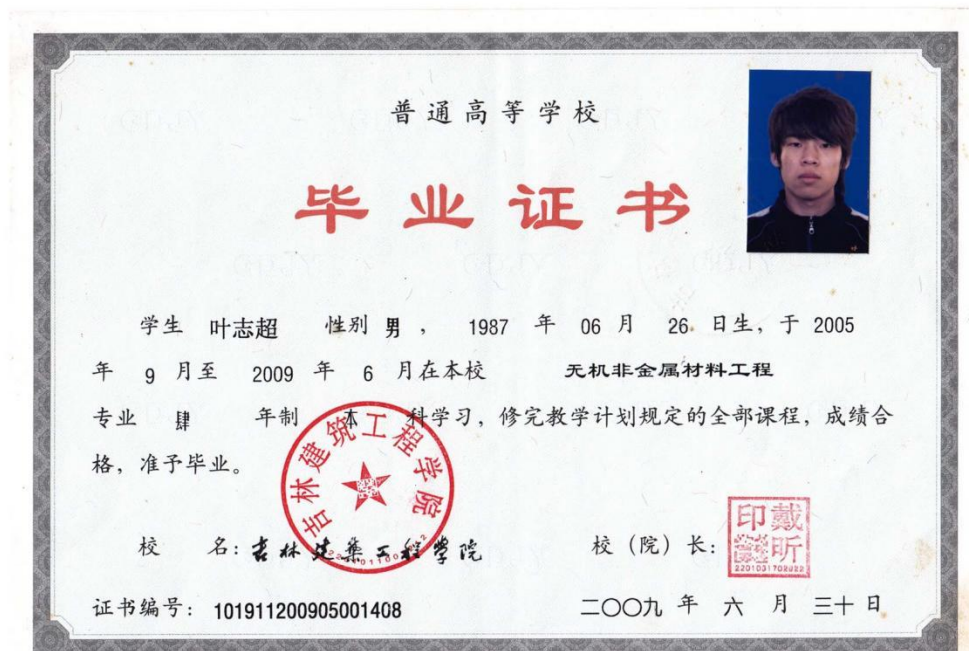 普通高等学校
毕业证书
学生 叶志超 性别 男 ， 1987 年 06 月 26 日生，于 2005
年 9 月至 2009 年 6 月在本校 无机非金属材料工程
专业 肆 年制 本 科学习，修完教学计划规定的全部课程，成绩合
格，准予毕业。
吉林建筑工程学院
校 名：吉林建筑工程学院
校（院）长：
戴昕印
2201031702922
证书编号： 101911200905001408
二〇〇九 年 六 月 三十 日